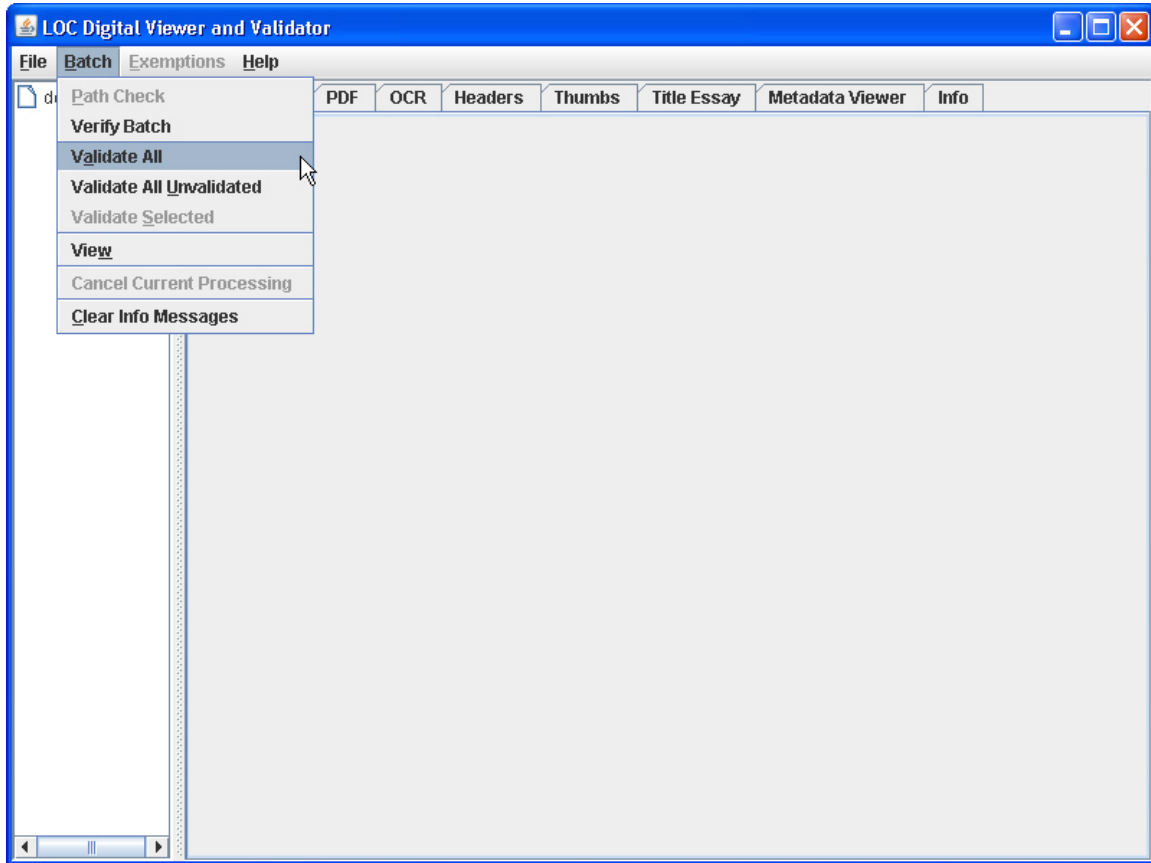 LOC Digital Viewer and Validator
File Batch Exemptions Help
Path Check
PDF OCR Headers Thumbs Title Essay Metadata Viewer Info
Verify Batch
Validate All
Validate All Unvalidated
Validate Selected
View
Cancel Current Processing
Clear Info Messages